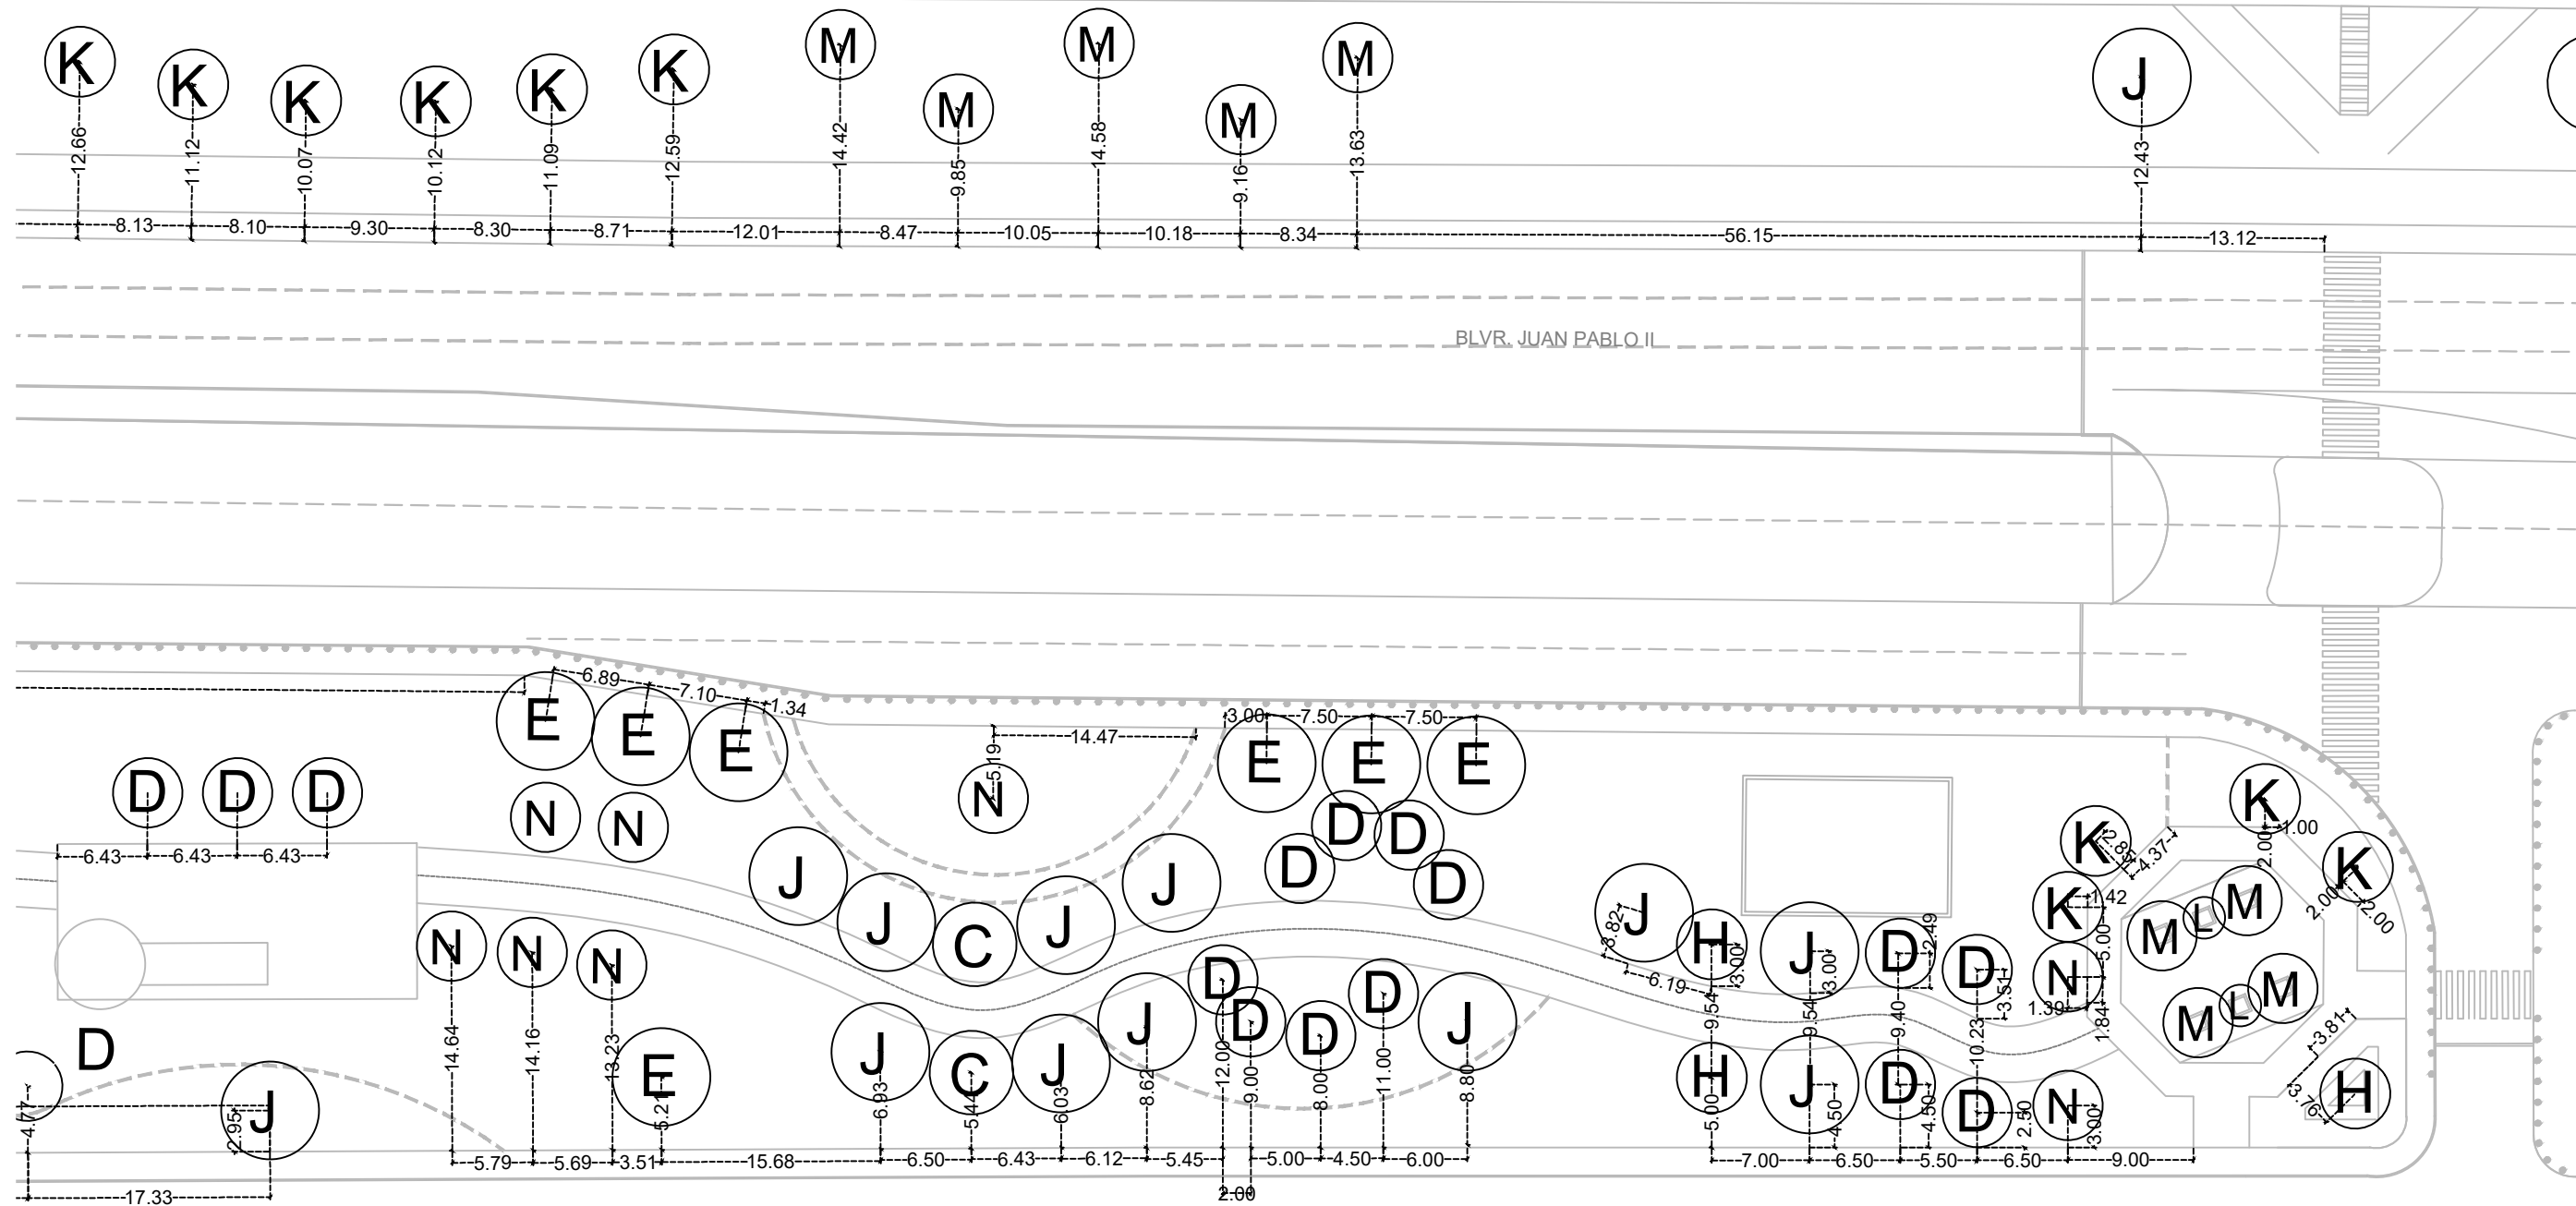 K K K K K K M M M M M J
12.66 11.12 10.07 10.12 11.09 12.59 14.42 9.85 14.58 9.16 13.63 12.43
8.13 8.10 9.30 8.30 8.71 12.01 8.47 10.05 10.18 8.34 56.15 13.12
BLVR. JUAN PABLO II
6.89 7.10 1.34
E E E
3.00 7.50 7.50
14.47
5.19
E E E
D D D
N N
N
D D
D D
K
1.00
2.00
K
2.85
4.37
K
2.00
2.00
6.43 6.43 6.43
J J C J J
J
3.82
6.19
H
3.00
J
3.00
D
2.49
D
3.51
K
1.42
5.00
N
1.39
1.84
M L M
M L M
3.81
3.76
H
N N N
14.64 14.16 13.23
D
4.77
J
2.95
E
5.21
J C J J
6.93 5.44 6.03 8.62
D D D D J
12.00 9.00 8.00 11.00 8.80
9.54 9.54 9.40 10.23
H J D D N
5.00 4.50 4.50 2.50 3.00
5.79 5.69 3.51 15.68 6.50 6.43 6.12 5.45 5.00 4.50 6.00
7.00 6.50 5.50 6.50 9.00
17.33
2.00